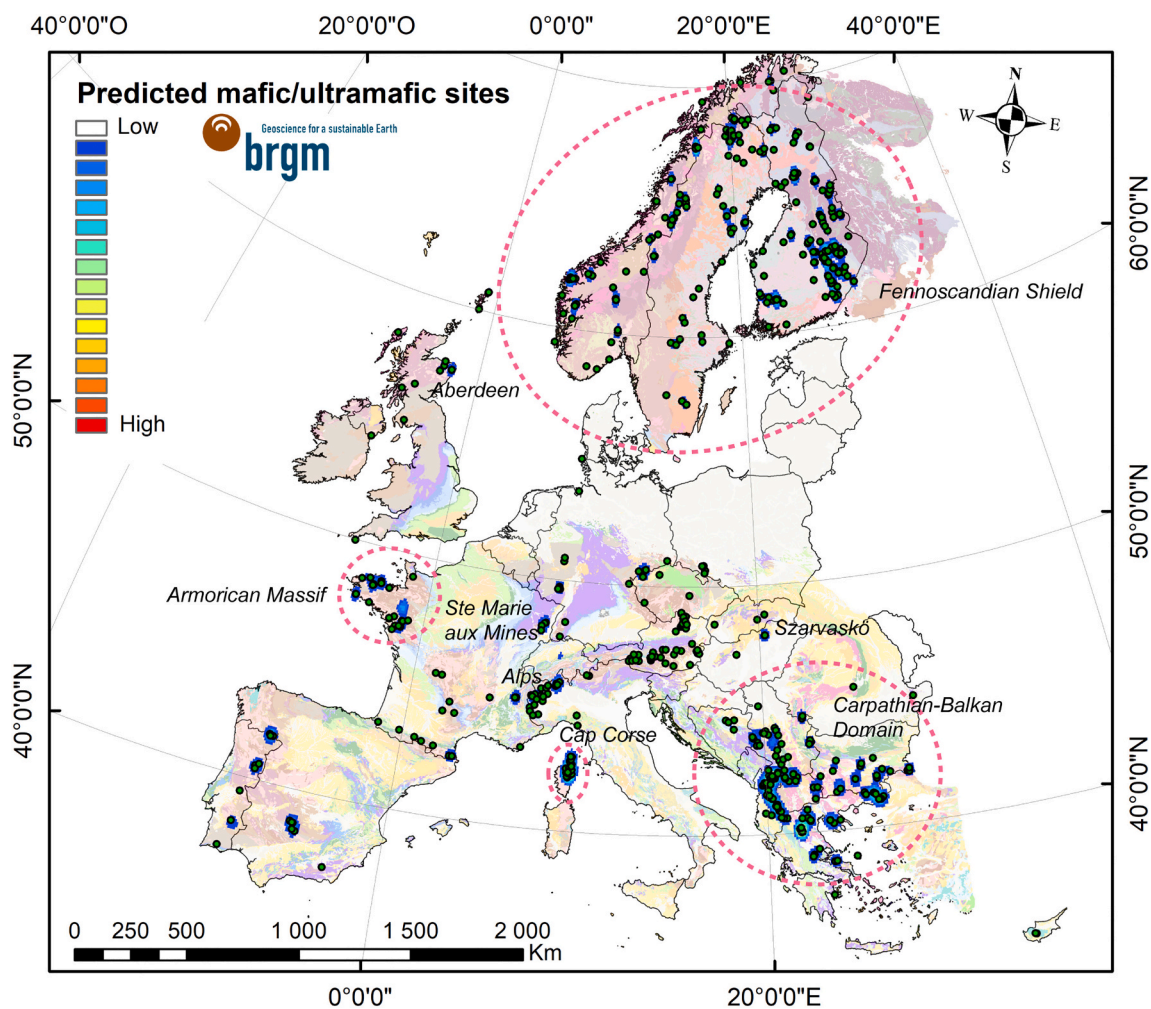 40°0'0"O
20°0'0"O
0°0'0"
20°0'0"E
40°0'0"E
Predicted mafic/ultramafic sites
Low
High
Geoscience for a sustainable Earth
brgm
N
W
E
S
60°0'0"N
50°0'0"N
40°0'0"N
50°0'0"N
40°0'0"N
Fennoscandian Shield
Aberdeen
Armorican Massif
Ste Marie
aux Mines
Szarvaskő
Alps
Carpathian-Balkan
Domain
Cap Corse
0 250 500 1 000 1 500 2 000
Km
0°0'0"
20°0'0"E